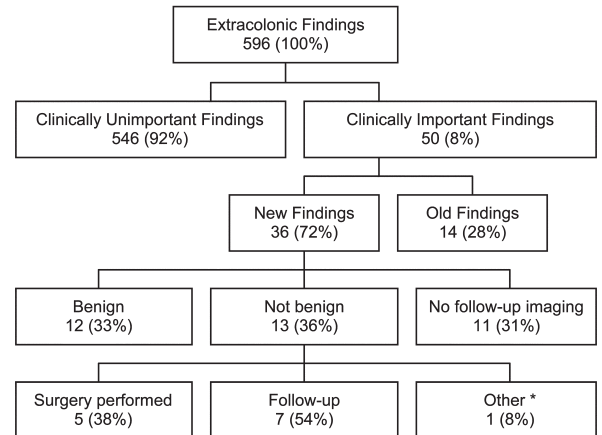 Extracolonic Findings
596 (100%)
Clinically Unimportant Findings
546 (92%)
Clinically Important Findings
50 (8%)
New Findings
36 (72%)
Old Findings
14 (28%)
Benign
12 (33%)
Not benign
13 (36%)
No follow-up imaging
11 (31%)
Surgery performed
5 (38%)
Follow-up
7 (54%)
Other *
1 (8%)